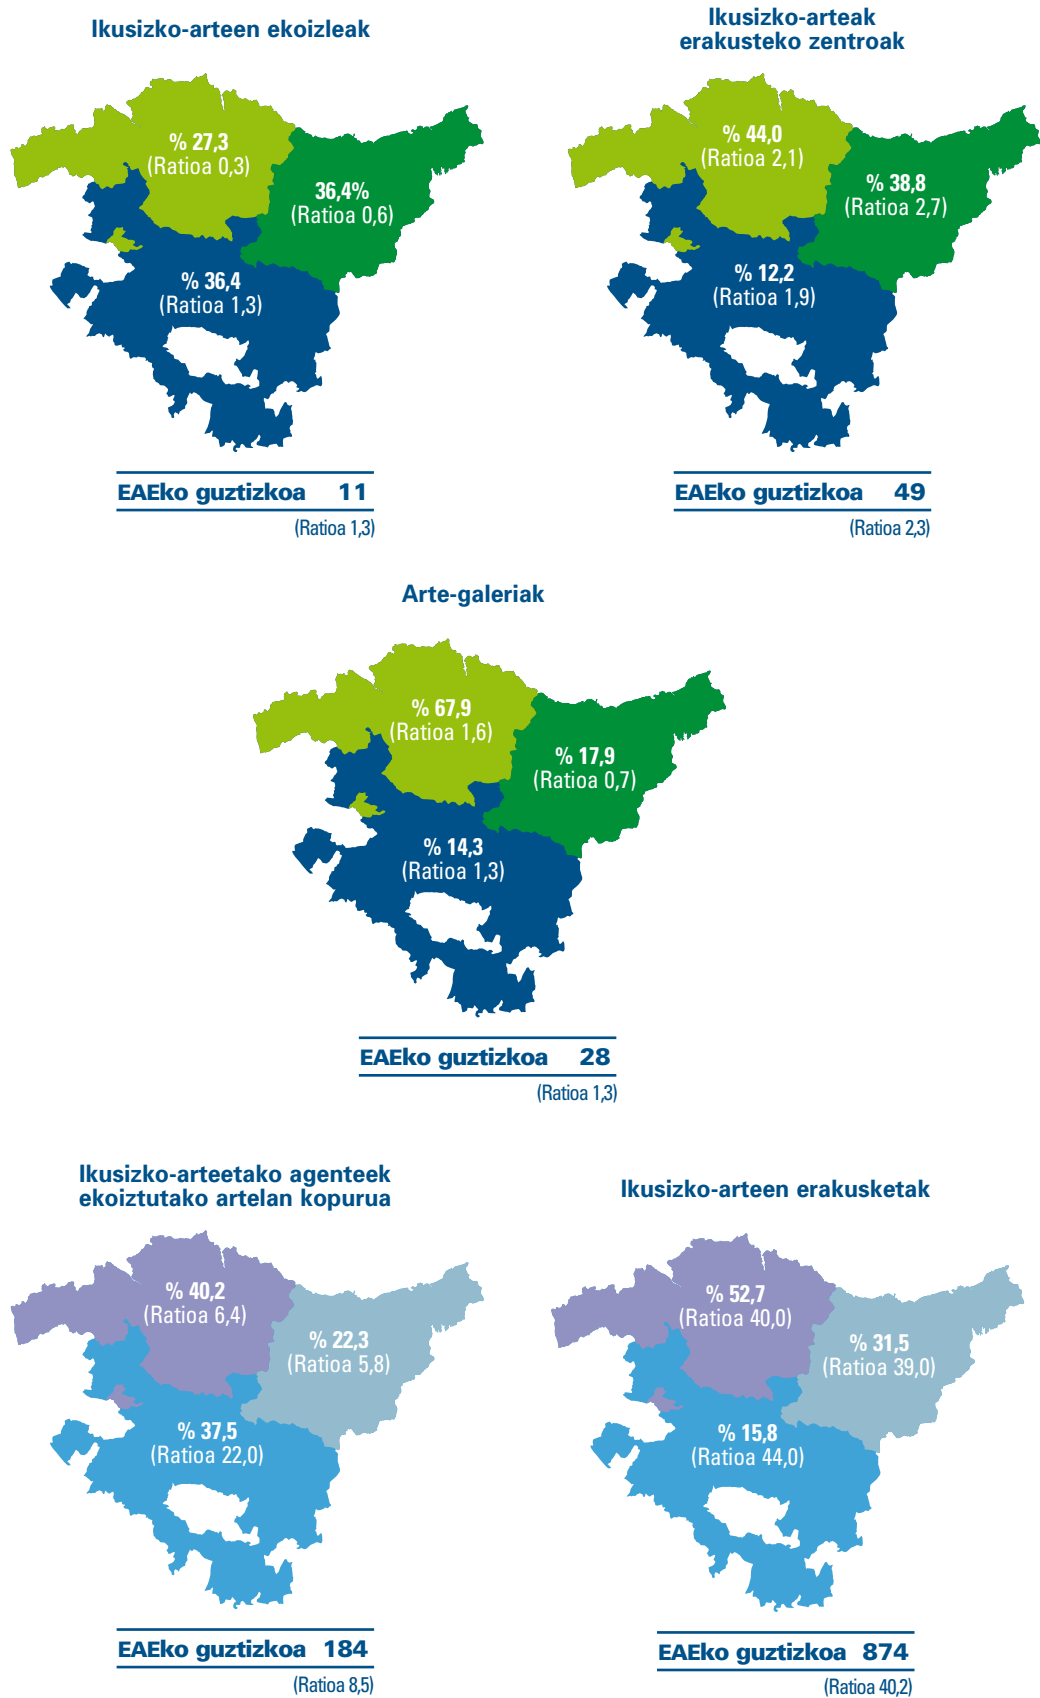 Ikusizko-arteen ekoizleak
% 27,3
(Ratioa 0,3)
36,4%
(Ratioa 0,6)
% 36,4
(Ratioa 1,3)
EAEko guztizkoa 11
(Ratioa 1,3)
Ikusizko-arteak
erakusteko zentroak
% 44,0
(Ratioa 2,1)
% 38,8
(Ratioa 2,7)
% 12,2
(Ratioa 1,9)
EAEko guztizkoa 49
(Ratioa 2,3)
Arte-galeriak
% 67,9
(Ratioa 1,6)
% 17,9
(Ratioa 0,7)
% 14,3
(Ratioa 1,3)
EAEko guztizkoa 28
(Ratioa 1,3)
Ikusizko-arteetako agenteek
ekoiztutako artelan kopurua
% 40,2
(Ratioa 6,4)
% 22,3
(Ratioa 5,8)
% 37,5
(Ratioa 22,0)
EAEko guztizkoa 184
(Ratioa 8,5)
Ikusizko-arteen erakusketak
% 52,7
(Ratioa 40,0)
% 31,5
(Ratioa 39,0)
% 15,8
(Ratioa 44,0)
EAEko guztizkoa 874
(Ratioa 40,2)